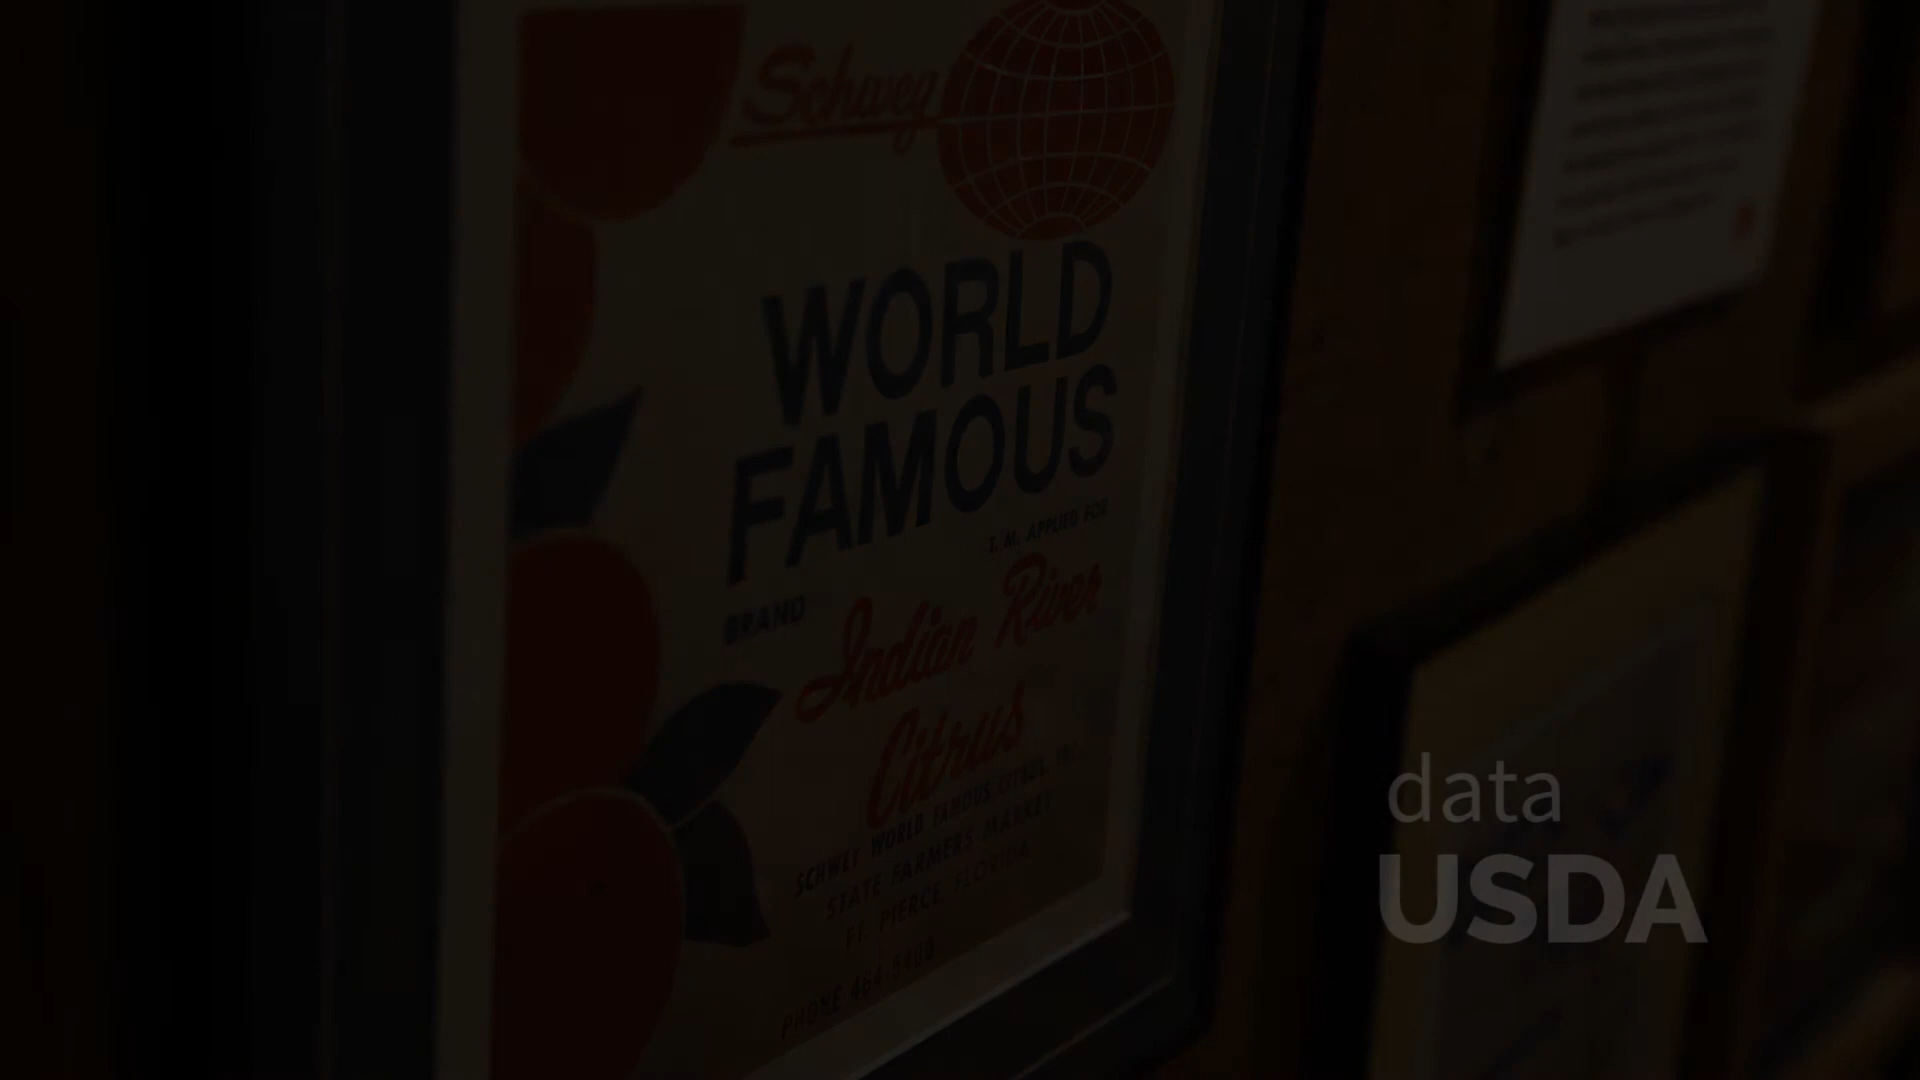 Schwey
WORLD
FAMOUS
T. M. APPLIED FOR
BRAND
Indian River
Citrus
SCHWEY WORLD FAMOUS CITRUS, INC.
STATE FARMERS MARKET
FT. PIERCE, FLORIDA
PHONE 464-5400
data
USDA